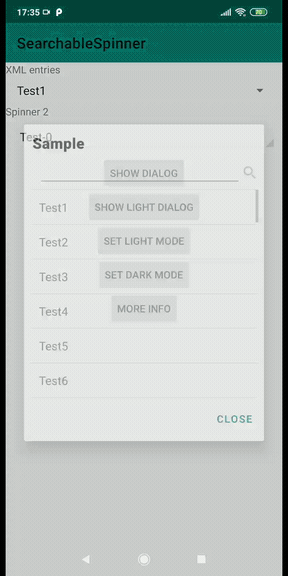 17:35
SearchableSpinner
XML entries
Test1
Spinner 2
Test-0
Sample
SHOW DIALOG
Test1
SHOW LIGHT DIALOG
Test2
SET LIGHT MODE
Test3
SET DARK MODE
Test4
MORE INFO
Test5
Test6
CLOSE